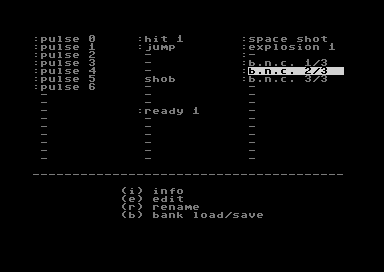 :pulse 0 :hit 1 :space shot
:pulse 1 :jump :explosion 1
:pulse 2 – :–
:pulse 3 – :b.n.c. 1/3
:pulse 4 – :b.n.c. 2/3
:pulse 5 shob :b.n.c. 3/3
:pulse 6 – –
– – –
– :ready 1 –
– – –
– – –
– – –
– – –
– – –
(i) info
(e) edit
(r) rename
(b) bank load/save